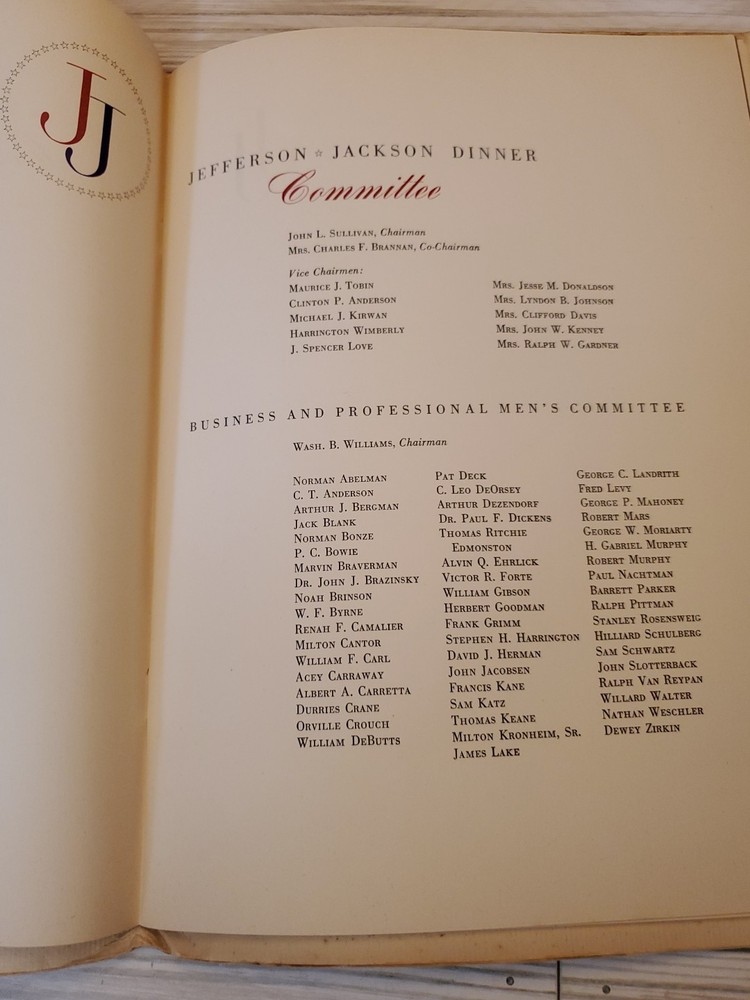 JJ
JEFFERSON ☆ JACKSON DINNER
Committee
JOHN L. SULLIVAN, Chairman
MRS. CHARLES F. BRANNAN, Co-Chairman
Vice Chairmen:
MAURICE J. TOBIN
CLINTON P. ANDERSON
MICHAEL J. KIRWAN
HARRINGTON WIMBERLY
J. SPENCER LOVE
MRS. JESSE M. DONALDSON
MRS. LYNDON B. JOHNSON
MRS. CLIFFORD DAVIS
MRS. JOHN W. KENNEY
MRS. RALPH W. GARDNER
BUSINESS AND PROFESSIONAL MEN'S COMMITTEE
WASH. B. WILLIAMS, Chairman
NORMAN ABELMAN
C. T. ANDERSON
ARTHUR J. BERGMAN
JACK BLANK
NORMAN BONZE
P. C. BOWIE
MARVIN BRAVERMAN
DR. JOHN J. BRAZINSKY
NOAH BRINSON
W. F. BYRNE
RENAH F. CAMALIER
MILTON CANTOR
WILLIAM F. CARL
ACEY CARRAWAY
ALBERT A. CARRETTA
DURRIES CRANE
ORVILLE CROUCH
WILLIAM DEBUTTS
PAT DECK
C. LEO DEORSEY
ARTHUR DEZENDORF
DR. PAUL F. DICKENS
THOMAS RITCHIE
EDMONSTON
ALVIN Q. EHRLICK
VICTOR R. FORTE
WILLIAM GIBSON
HERBERT GOODMAN
FRANK GRIMM
STEPHEN H. HARRINGTON
DAVID J. HERMAN
JOHN JACOBSEN
FRANCIS KANE
SAM KATZ
THOMAS KEANE
MILTON KRONHEIM, SR.
JAMES LAKE
GEORGE C. LANDRITH
FRED LEVY
GEORGE P. MAHONEY
ROBERT MARS
GEORGE W. MORIARTY
H. GABRIEL MURPHY
ROBERT MURPHY
PAUL NACHTMAN
BARRETT PARKER
RALPH PITTMAN
STANLEY ROSENSWEIG
HILLIARD SCHULBERG
SAM SCHWARTZ
JOHN SLOTTERBACK
RALPH VAN REYPAN
WILLARD WALTER
NATHAN WESCHLER
DEWEY ZIRKIN